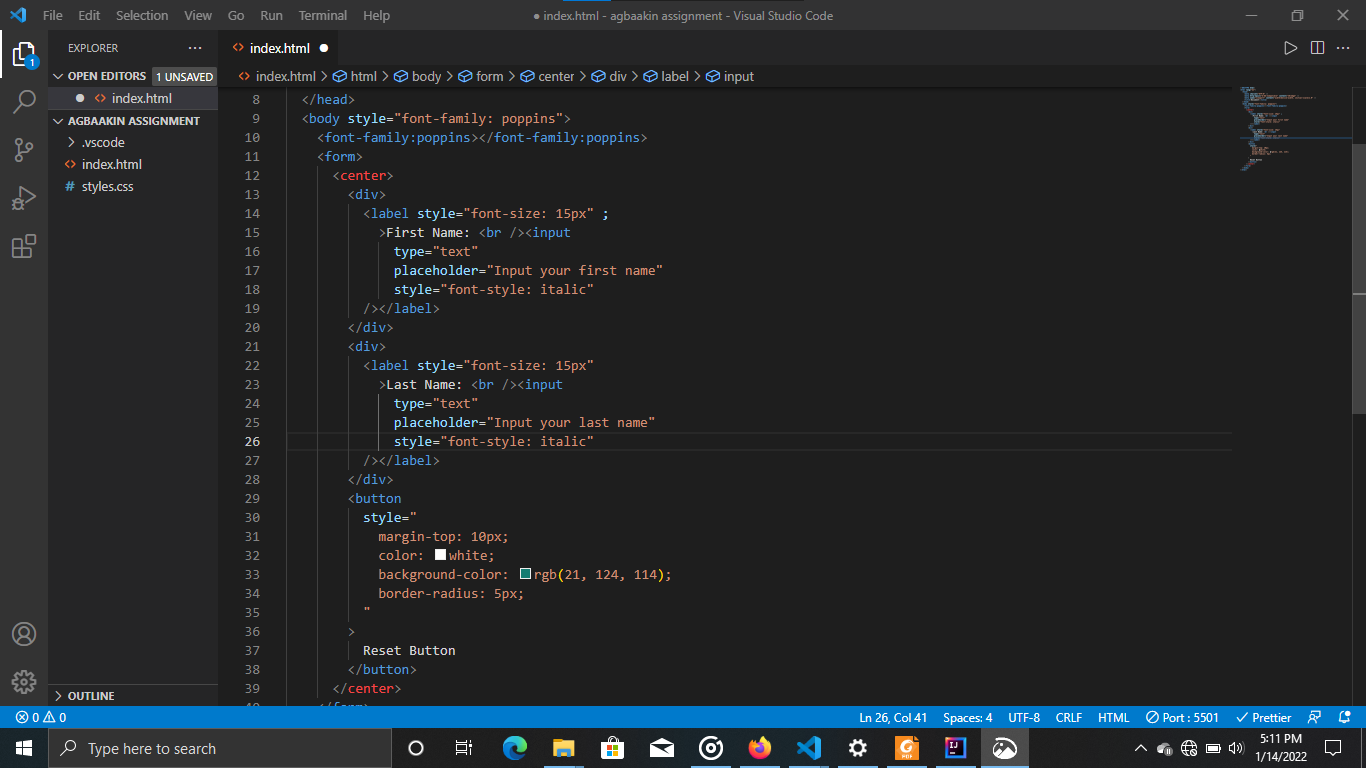 File Edit Selection View Go Run Terminal Help
● index.html - agbaakin assignment - Visual Studio Code
EXPLORER
OPEN EDITORS 1 UNSAVED
index.html
AGBAAKIN ASSIGNMENT
.vscode
index.html
styles.css
OUTLINE
index.html
index.html > html > body > form > center > div > label > input
8 </head>
9 <body style="font-family: poppins">
10 <font-family:poppins></font-family:poppins>
11 <form>
12 <center>
13 <div>
14 <label style="font-size: 15px" ;
15 >First Name: <br /><input
16 type="text"
17 placeholder="Input your first name"
18 style="font-style: italic"
19 /></label>
20 </div>
21 <div>
22 <label style="font-size: 15px"
23 >Last Name: <br /><input
24 type="text"
25 placeholder="Input your last name"
26 style="font-style: italic"
27 /></label>
28 </div>
29 <button
30 style="
31 margin-top: 10px;
32 color: white;
33 background-color: rgb(21, 124, 114);
34 border-radius: 5px;
35 "
36 >
37 Reset Button
38 </button>
39 </center>
0 0
Ln 26, Col 41 Spaces: 4 UTF-8 CRLF HTML Port : 5501 Prettier
Type here to search
5:11 PM
1/14/2022